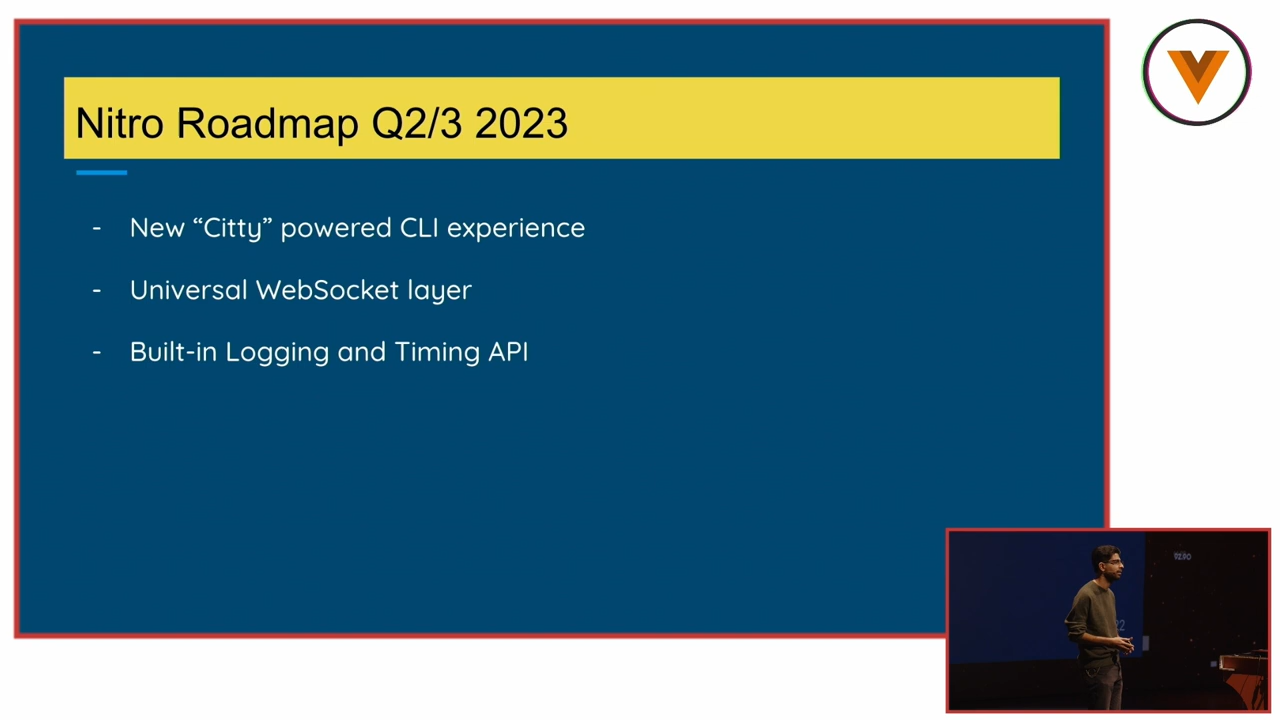 Nitro Roadmap Q2/3 2023
- New “Citty” powered CLI experience
- Universal WebSocket layer
- Built-in Logging and Timing API